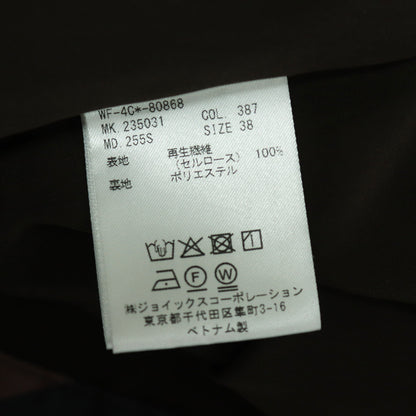 WF-4C*-80868
MK. 235031 COL. 387
MD. 255S SIZE 38
表地 再生繊維
(セルロース) 100%
裏地 ポリエステル
F W
㈱ジョイックスコーポレーション
東京都千代田区隼町3-16
ベトナム製